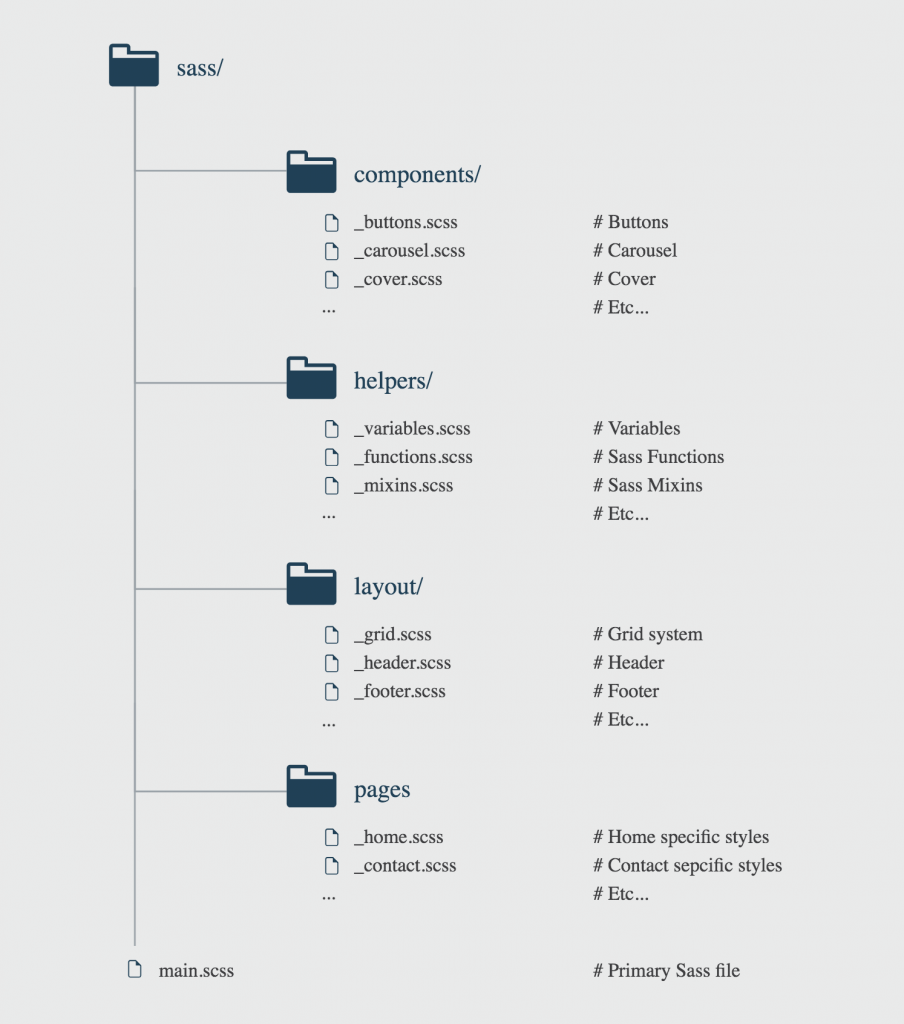 sass/
components/
_buttons.scss # Buttons
_carousel.scss # Carousel
_cover.scss # Cover
... # Etc...
helpers/
_variables.scss # Variables
_functions.scss # Sass Functions
_mixins.scss # Sass Mixins
... # Etc...
layout/
_grid.scss # Grid system
_header.scss # Header
_footer.scss # Footer
... # Etc...
pages
_home.scss # Home specific styles
_contact.scss # Contact sepcific styles
... # Etc...
main.scss # Primary Sass file